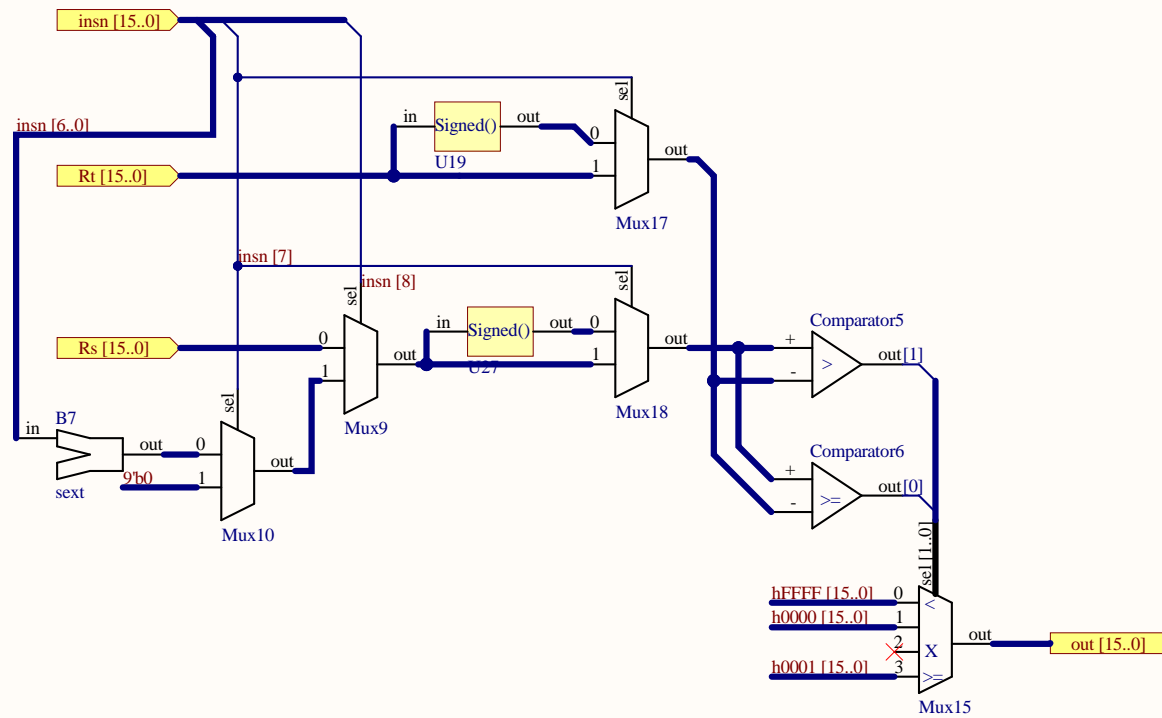 insn [15..0]
sel
insn [6..0]
in
Signed()
out
0
U19
out
Rt [15..0]
1
Mux17
insn [7]
insn [8]
sel
sel
in
Signed()
out
0
Comparator5
Rs [15..0]
0
out
+
out
1
U27
1
>
out[1]
-
Mux18
sel
Mux9
B7
in
out
0
Comparator6
out
+
9'b0
1
>=
out[0]
sext
-
Mux10
sel [1..0]
hFFFF [15..0]
0
<
h0000 [15..0]
1
out
out [15..0]
2
X
h0001 [15..0]
3
>=
Mux15